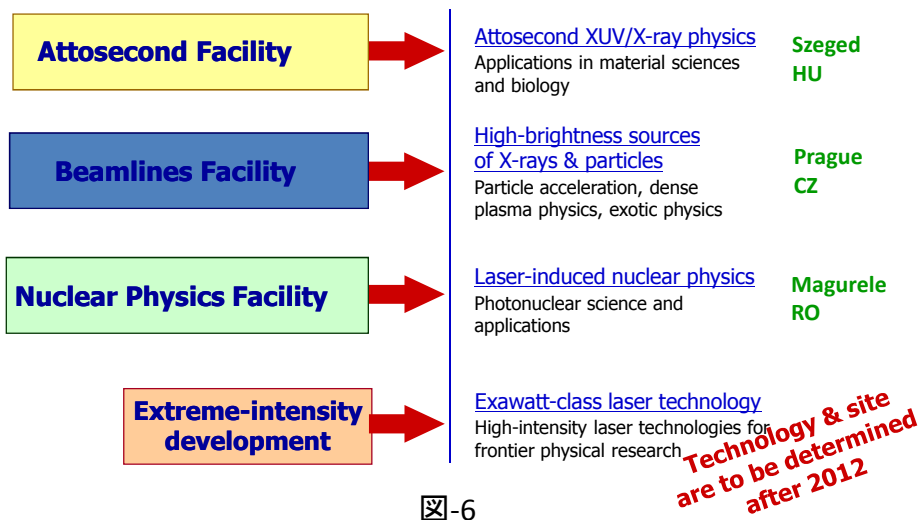 Attosecond Facility
Attosecond XUV/X-ray physics
Applications in material sciences
and biology
Szeged
HU
Beamlines Facility
High-brightness sources
of X-rays & particles
Particle acceleration, dense
plasma physics, exotic physics
Prague
CZ
Nuclear Physics Facility
Laser-induced nuclear physics
Photonuclear science and
applications
Magurele
RO
Extreme-intensity
development
Exawatt-class laser technology
High-intensity laser technologies for
frontier physical research
Technology & site
are to be determined
after 2012
図-6